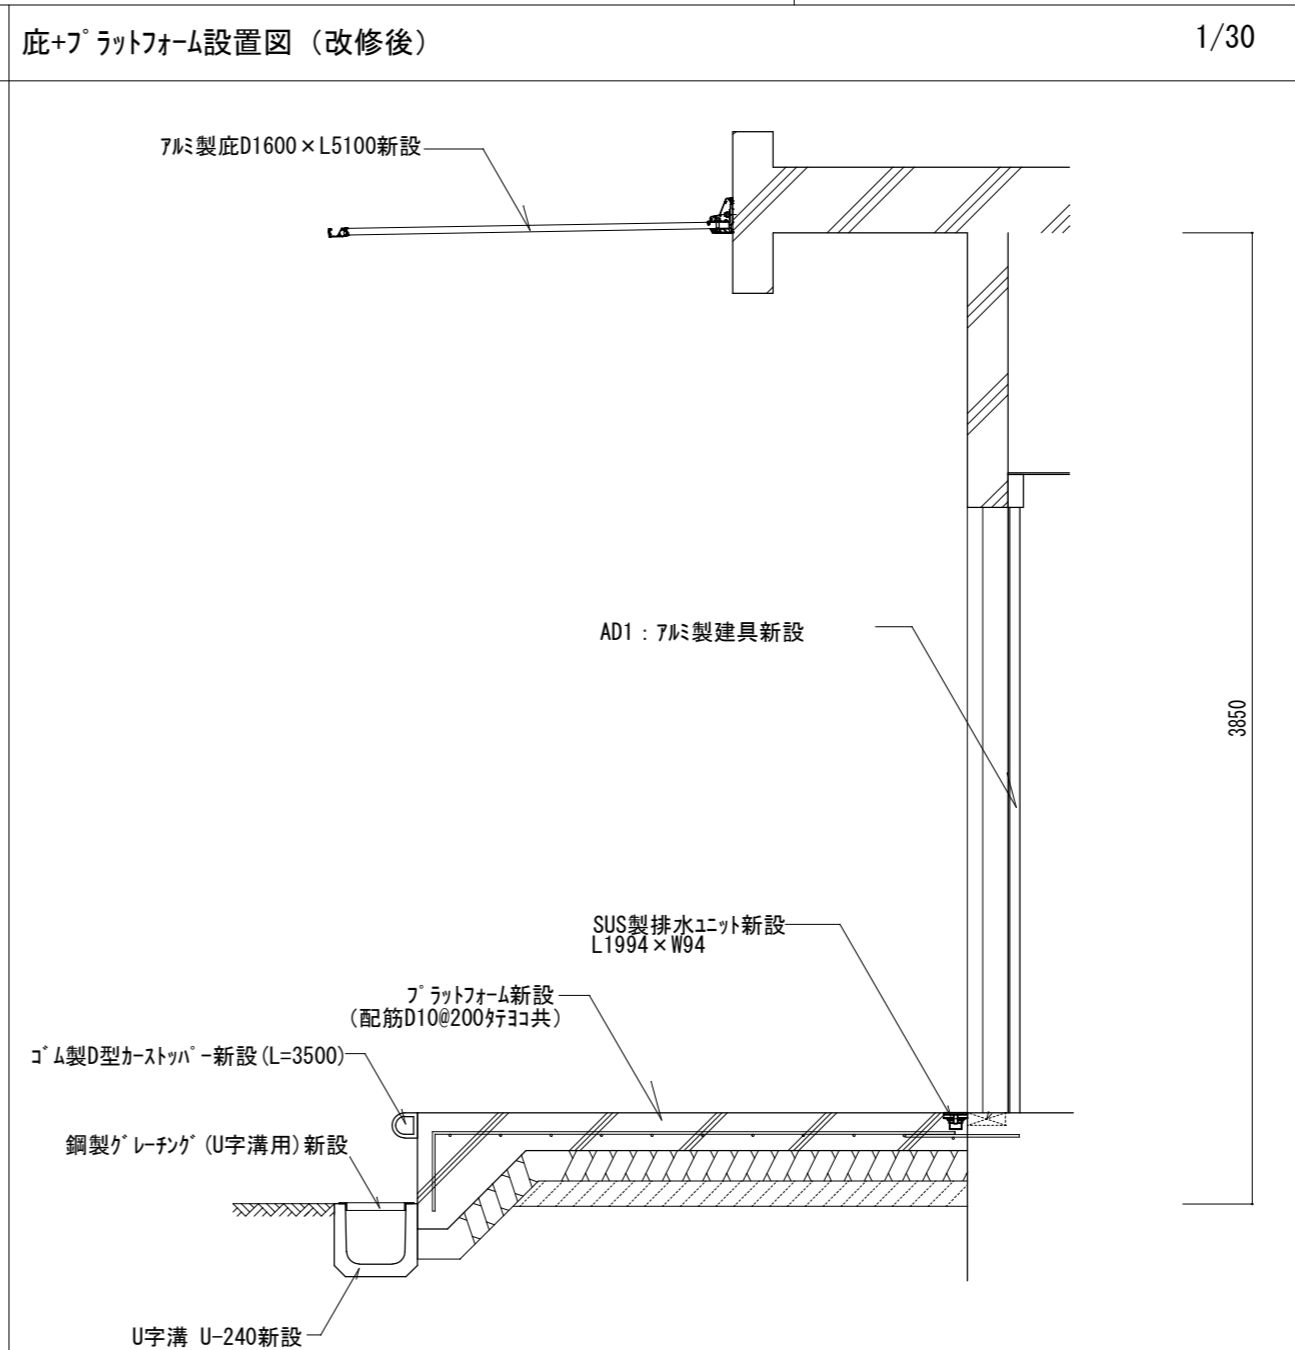 庇+プラットフォーム設置図 (改修後)
1/30
アルミ製庇D1600×L5100新設
AD1:アルミ製建具新設
3850
SUS製排水ユニット新設
L1994×W94
プラットフォーム新設
(配筋D10@200タテヨコ共)
ゴム製D型カーストッパー新設(L=3500)
鋼製グレーチング(U字溝用)新設
U字溝 U-240新設